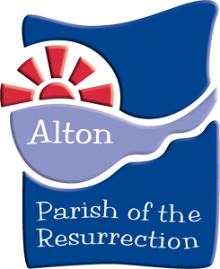 Alton
Parish of the
Resurrection